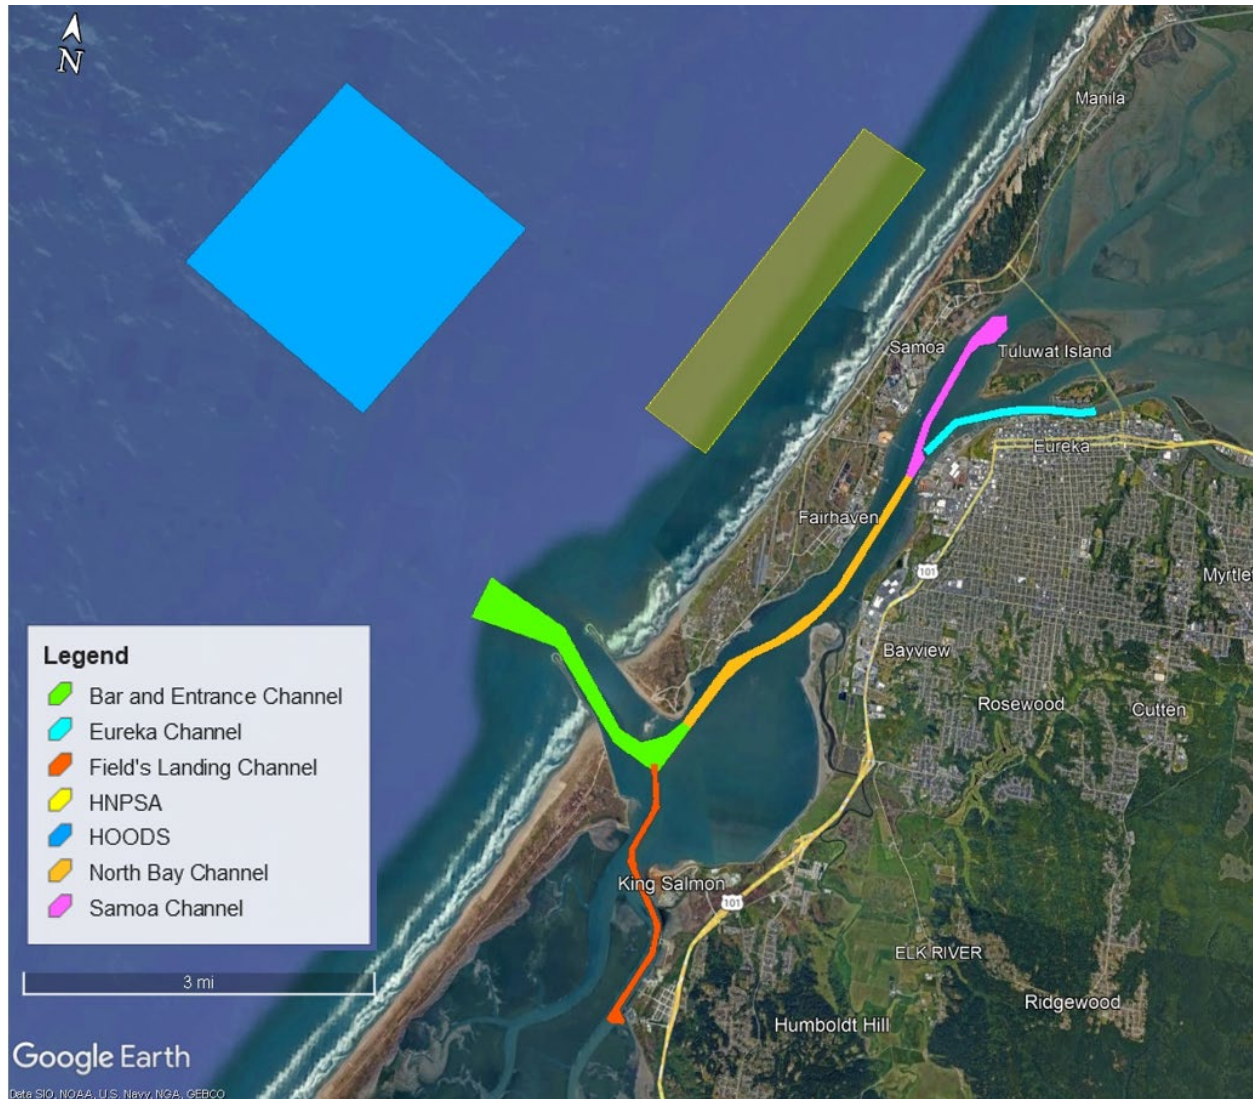 N
Manila
Samoa
Tuluwat Island
Eureka
Fairhaven
101
Myrtle
Bayview
Rosewood
Cutten
Legend
Bar and Entrance Channel
Eureka Channel
Field's Landing Channel
HNPSA
HOODS
North Bay Channel
Samoa Channel
King Salmon
101
ELK RIVER
3 mi
Ridgewood
Humboldt Hill
Google Earth
Data SIO, NOAA, U.S. Navy, NGA, GEBCO